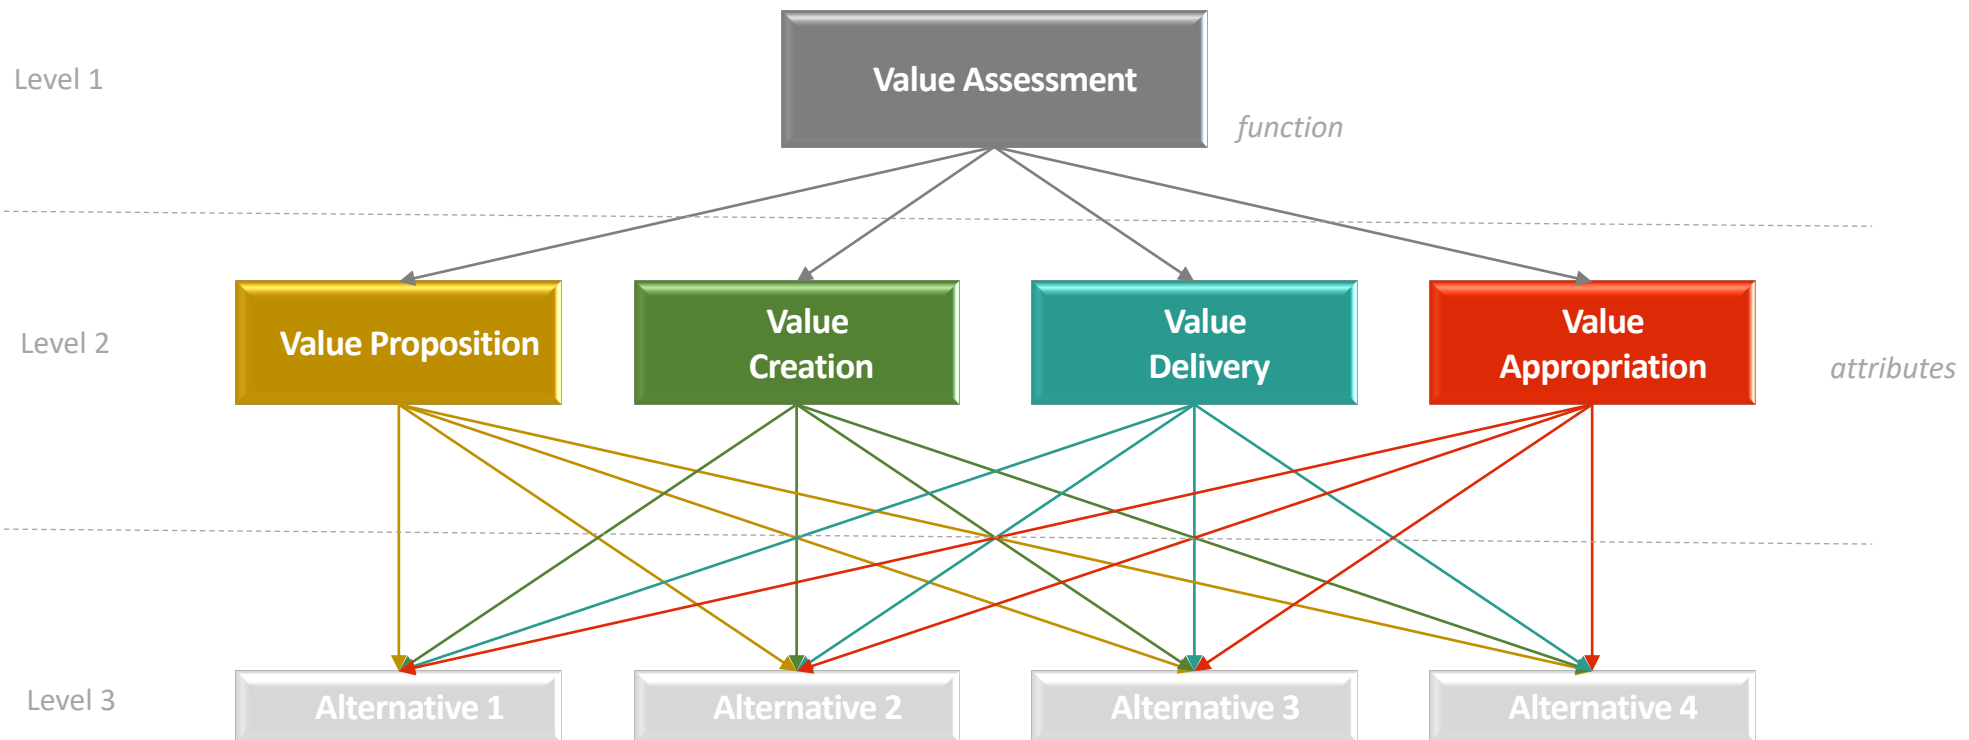 Level 1
Value Assessment
function
Level 2
Value Proposition
Value
Creation
Value
Delivery
Value
Appropriation
attributes
Level 3
Alternative 1
Alternative 2
Alternative 3
Alternative 4